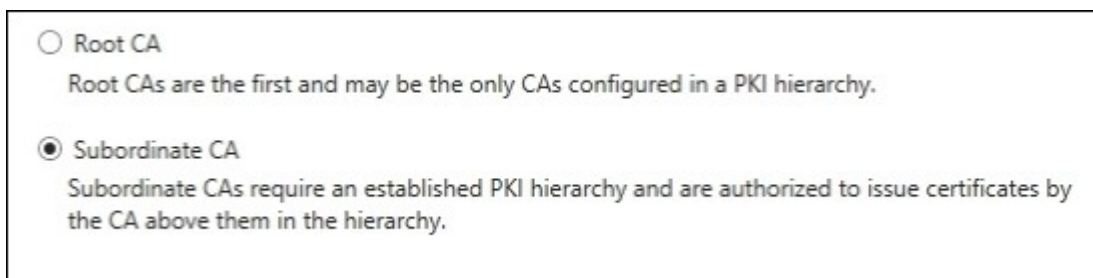 Root CA
Root CAs are the first and may be the only CAs configured in a PKI hierarchy.
Subordinate CA
Subordinate CAs require an established PKI hierarchy and are authorized to issue certificates by
the CA above them in the hierarchy.